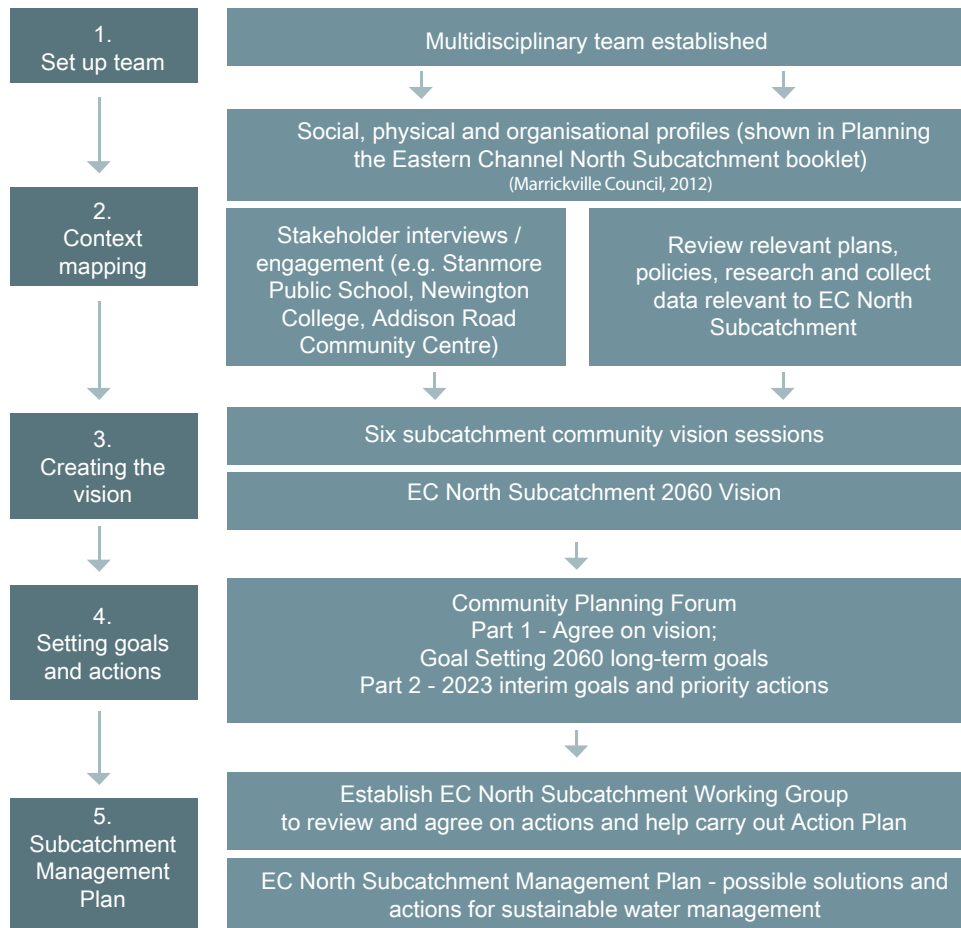 1.
Set up team
Multidisciplinary team established
Social, physical and organisational profiles (shown in Planning
the Eastern Channel North Subcatchment booklet)
(Marrickville Council, 2012)
2.
Context
mapping
Stakeholder interviews /
engagement (e.g. Stanmore
Public School, Newington
College, Addison Road
Community Centre)
Review relevant plans,
policies, research and collect
data relevant to EC North
Subcatchment
3.
Creating the
vision
Six subcatchment community vision sessions
EC North Subcatchment 2060 Vision
4.
Setting goals
and actions
Community Planning Forum
Part 1 - Agree on vision;
Goal Setting 2060 long-term goals
Part 2 - 2023 interim goals and priority actions
5.
Subcatchment
Management
Plan
Establish EC North Subcatchment Working Group
to review and agree on actions and help carry out Action Plan
EC North Subcatchment Management Plan - possible solutions and
actions for sustainable water management